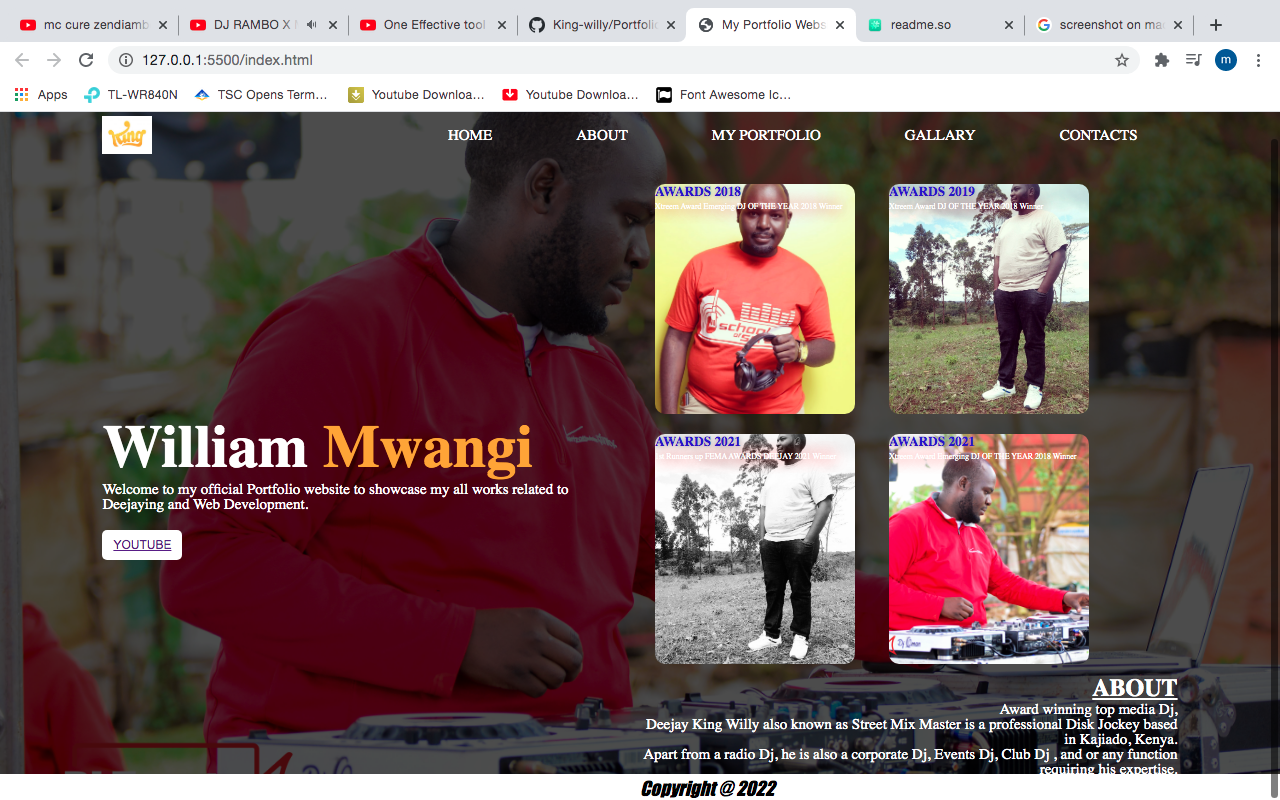 mc cure zendiamb
DJ RAMBO X
One Effective tool
King-willy/Portfolio
My Portfolio Webs
readme.so
screenshot on ma
127.0.0.1:5500/index.html
m
Apps
TL-WR840N
TSC Opens Term…
Youtube Downloa…
Youtube Downloa…
Font Awesome Ic…
King
HOME
ABOUT
MY PORTFOLIO
GALLARY
CONTACTS
AWARDS 2018
Xtreem Award Emerging DJ OF THE YEAR 2018 Winner
School
AWARDS 2019
Xtreem Award DJ OF THE YEAR 2018 Winner
William Mwangi
Welcome to my official Portfolio website to showcase my all works related to
Deejaying and Web Development.
YOUTUBE
AWARDS 2021
1st Runners up FEMA AWARDS DEEJAY 2021 Winner
AWARDS 2021
Xtreem Award Emerging DJ OF THE YEAR 2018 Winner
ABOUT
Award winning top media Dj,
Deejay King Willy also known as Street Mix Master is a professional Disk Jockey based
in Kajiado, Kenya.
Apart from a radio Dj, he is also a corporate Dj, Events Dj, Club Dj , and or any function
requiring his expertise.
Copyright @ 2022